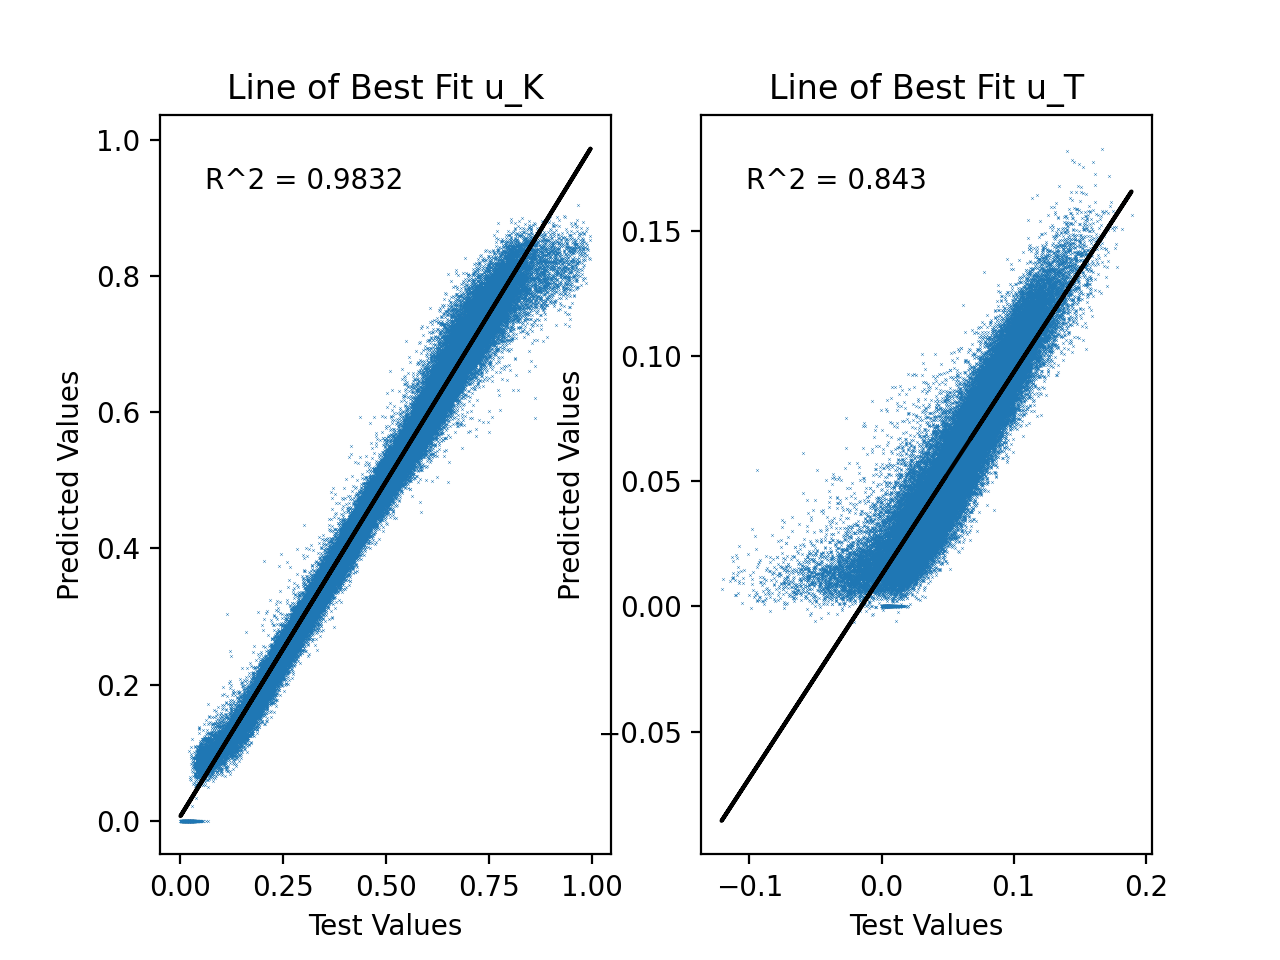 Line of Best Fit u_K
R^2 = 0.9832
1.0
0.8
0.6
0.4
0.2
0.0
Predicted Values
0.00 0.25 0.50 0.75 1.00
Test Values
Line of Best Fit u_T
R^2 = 0.843
0.15
0.10
0.05
0.00
−0.05
Predicted Values
−0.1 0.0 0.1 0.2
Test Values